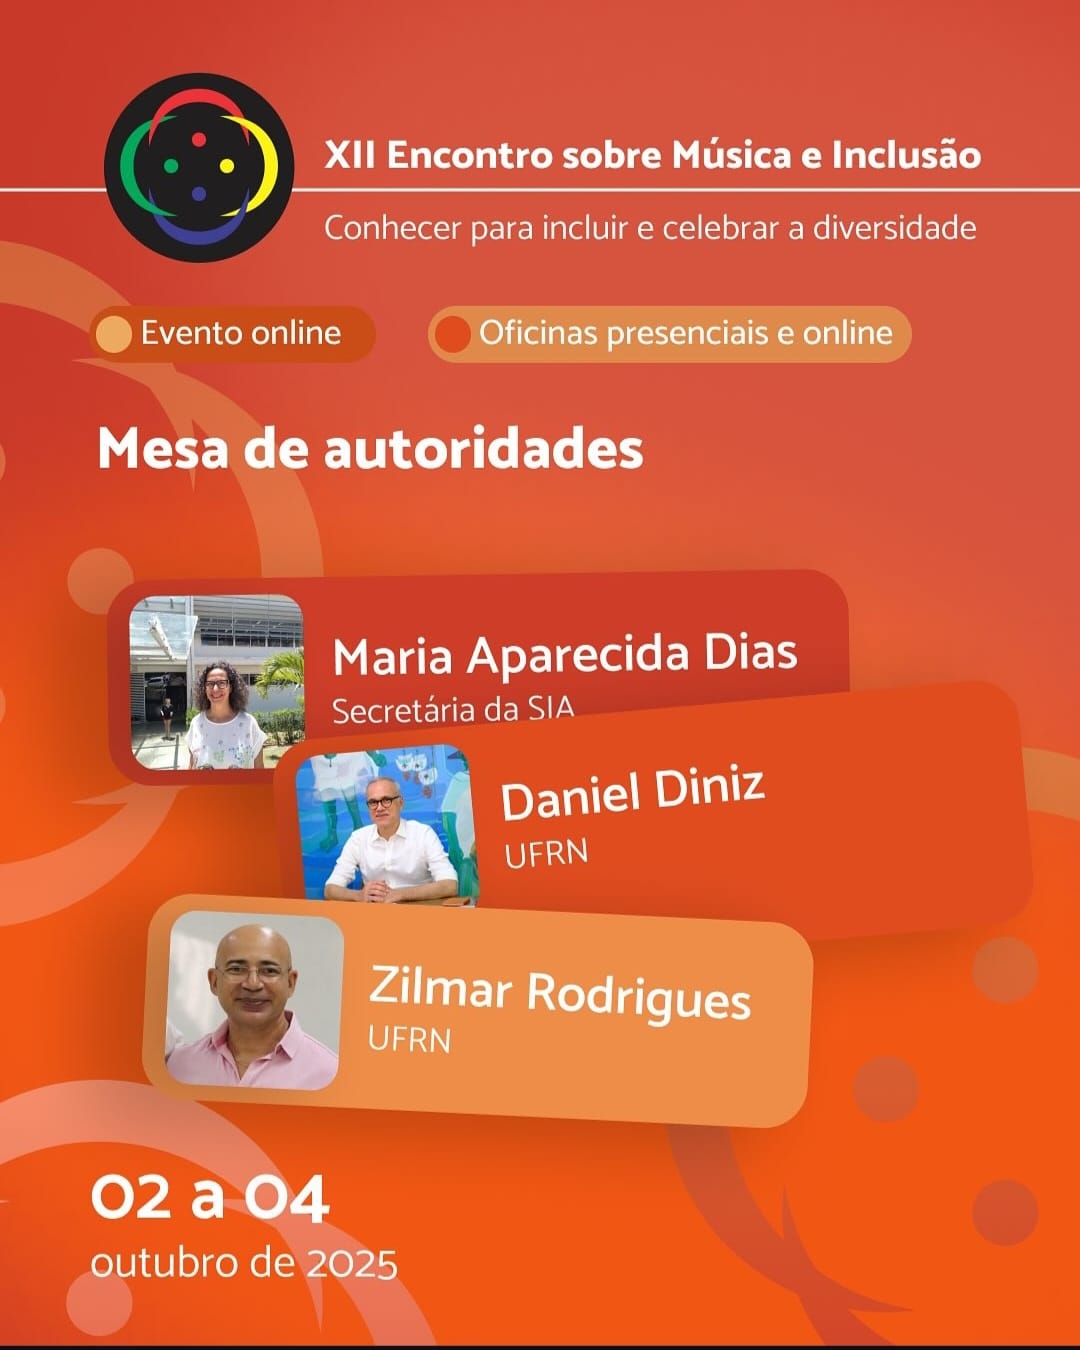 XII Encontro sobre Música e Inclusão
Conhecer para incluir e celebrar a diversidade
Evento online
Oficinas presenciais e online
Mesa de autoridades
Maria Aparecida Dias
Secretária da SIA
Daniel Diniz
UFRN
Zilmar Rodrigues
UFRN
02 a 04
outubro de 2025